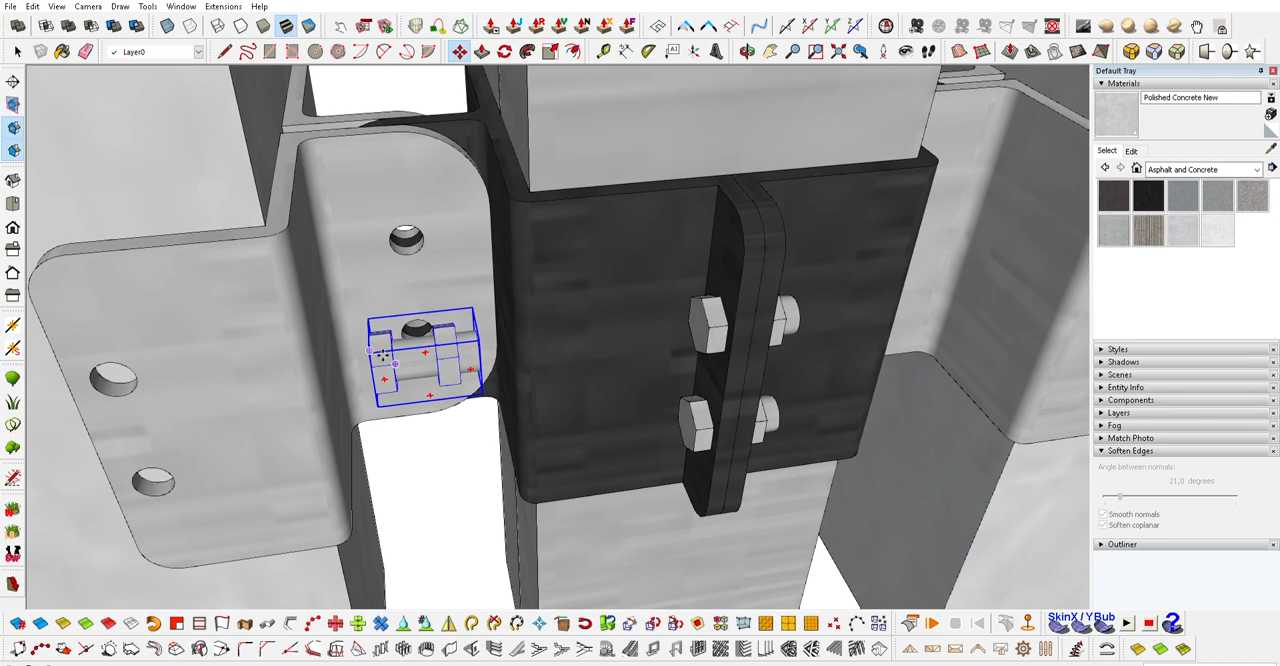 File Edit View Camera Draw Tools Window Extensions Help
J R V N X F
Layer0
A1
Default Tray
Materials
Polished Concrete New
Select Edit
Asphalt and Concrete
Styles
Shadows
Scenes
Entity Info
Components
Layers
Fog
Match Photo
Soften Edges
Angle between normals:
21,0 degrees
Smooth normals
Soften coplanar
Outliner
SkinX / YBub